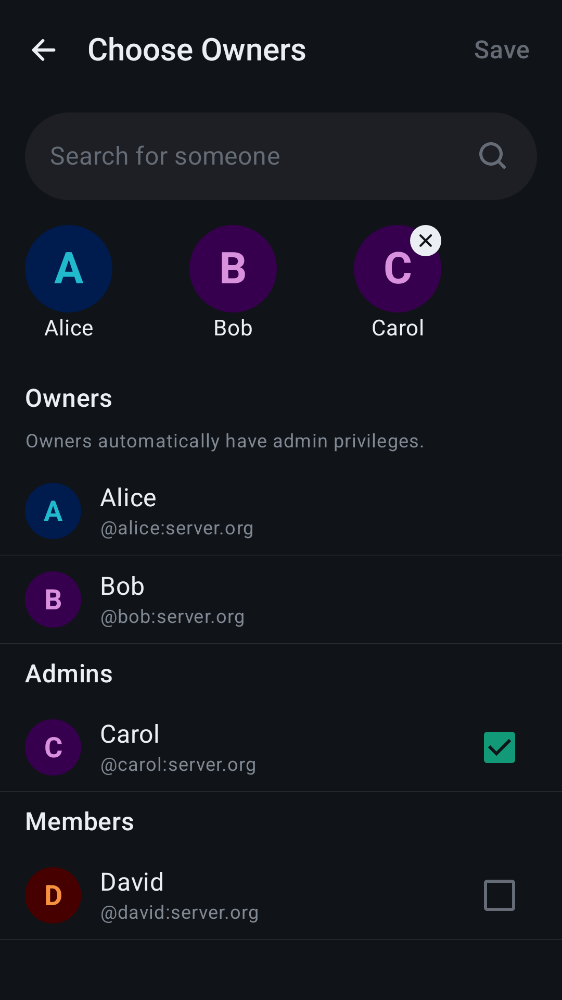 Choose Owners
Save
Search for someone
A
B
C
Alice
Bob
Carol
Owners
Owners automatically have admin privileges.
A
Alice
@alice:server.org
B
Bob
@bob:server.org
Admins
C
Carol
@carol:server.org
Members
D
David
@david:server.org